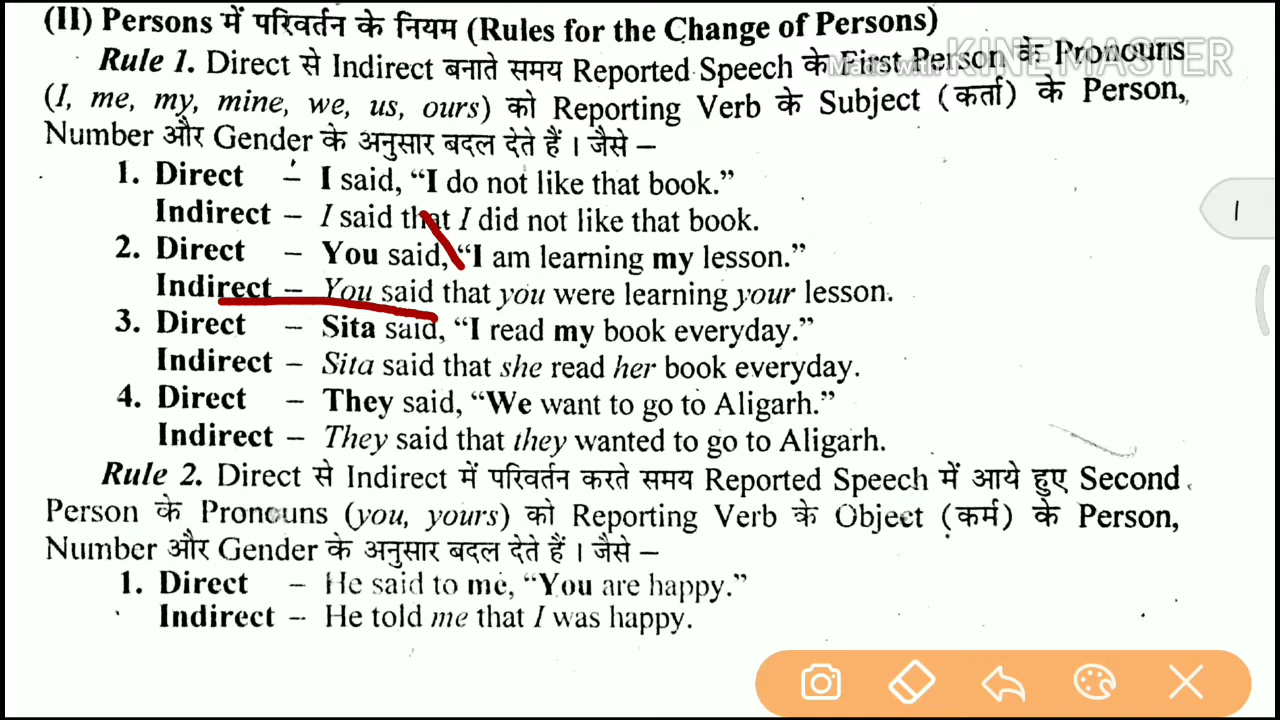 (II) Persons में परिवर्तन के नियम (Rules for the Change of Persons)
Made with KINEMASTER
Rule 1. Direct से Indirect बनाते समय Reported Speech के First Person के Pronouns
(I, me, my, mine, we, us, ours) को Reporting Verb के Subject (कर्ता) के Person,
Number और Gender के अनुसार बदल देते हैं । जैसे –
1. Direct – I said, “I do not like that book.”
Indirect – I said that I did not like that book.
2. Direct – You said, “I am learning my lesson.”
Indirect – You said that you were learning your lesson.
3. Direct – Sita said, “I read my book everyday.”
Indirect – Sita said that she read her book everyday.
4. Direct – They said, “We want to go to Aligarh.”
Indirect – They said that they wanted to go to Aligarh.
Rule 2. Direct से Indirect में परिवर्तन करते समय Reported Speech में आये हुए Second
Person के Pronouns (you, yours) को Reporting Verb के Object (कर्म) के Person,
Number और Gender के अनुसार बदल देते हैं । जैसे –
1. Direct – He said to me, “You are happy.”
Indirect – He told me that I was happy.